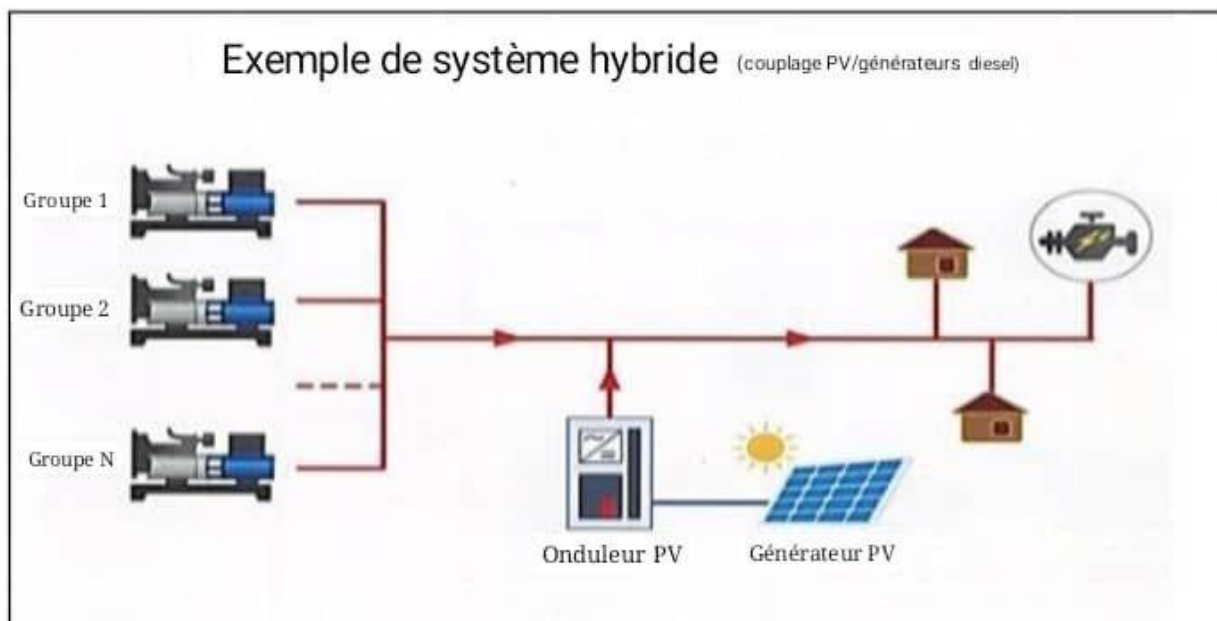 Exemple de système hybride (couplage PV/générateurs diesel)
Groupe 1
Groupe 2
Groupe N
Onduleur PV
Générateur PV